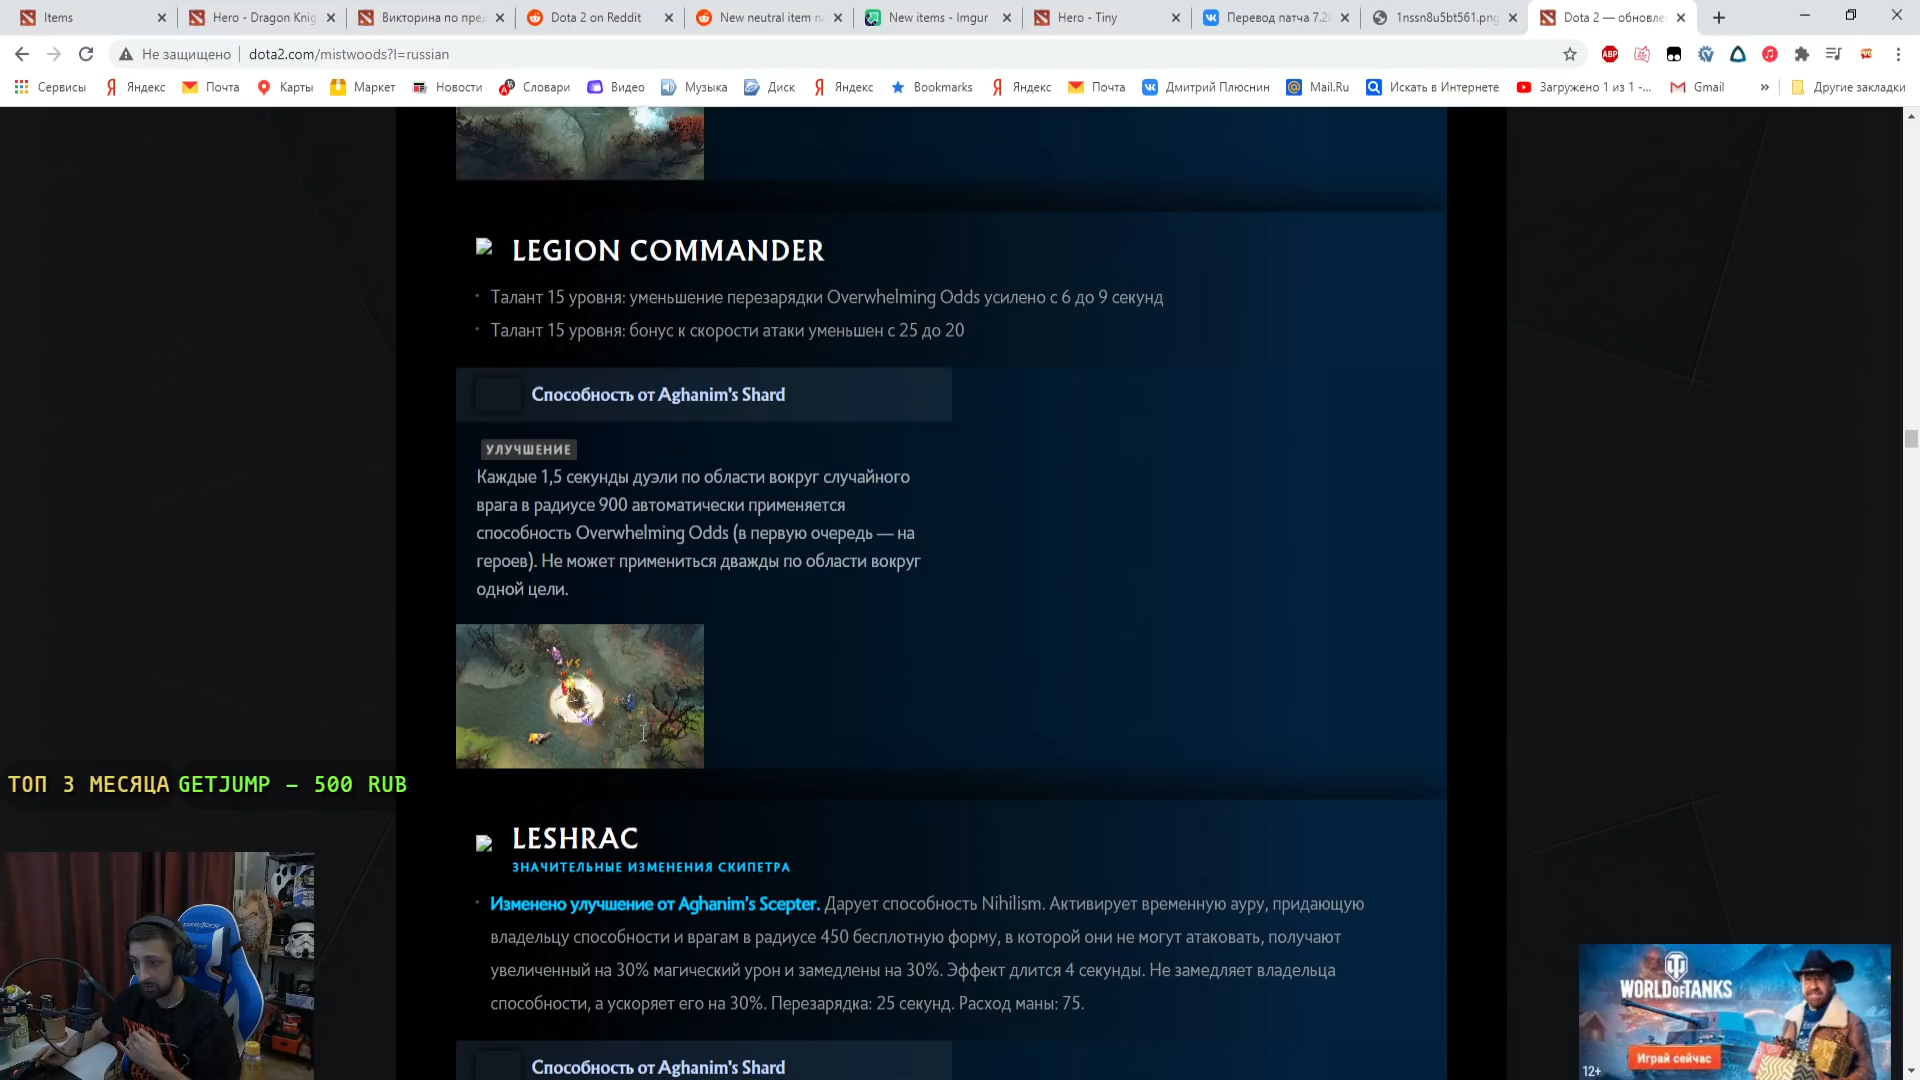 Items
Hero - Dragon Knig
Викторина по пред
Dota 2 on Reddit
New neutral item na
New items - Imgur
Hero - Tiny
Перевод патча 7.2
1nssn8u5bt561.png
Dota 2 — обновле
Не защищено
dota2.com/mistwoods?l=russian
ABP
Сервисы
Яндекс
Почта
Карты
Маркет
Новости
Словари
Видео
Музыка
Диск
Яндекс
Bookmarks
Яндекс
Почта
Дмитрий Плюснин
Mail.Ru
Искать в Интернете
Загружено 1 из 1 -...
Gmail
»
Другие закладки
LEGION COMMANDER
Талант 15 уровня: уменьшение перезарядки Overwhelming Odds усилено с 6 до 9 секунд
Талант 15 уровня: бонус к скорости атаки уменьшен с 25 до 20
Способность от Aghanim's Shard
УЛУЧШЕНИЕ
Каждые 1,5 секунды дуэли по области вокруг случайного
врага в радиусе 900 автоматически применяется
способность Overwhelming Odds (в первую очередь — на
героев). Не может примениться дважды по области вокруг
одной цели.
VS
ТОП 3 МЕСЯЦА GETJUMP – 500 RUB
LESHRAC
ЗНАЧИТЕЛЬНЫЕ ИЗМЕНЕНИЯ СКИПЕТРА
Изменено улучшение от Aghanim's Scepter. Дарует способность Nihilism. Активирует временную ауру, придающую
владельцу способности и врагам в радиусе 450 бесплотную форму, в которой они не могут атаковать, получают
увеличенный на 30% магический урон и замедлены на 30%. Эффект длится 4 секунды. Не замедляет владельца
способности, а ускоряет его на 30%. Перезарядка: 25 секунд. Расход маны: 75.
Способность от Aghanim's Shard
WORLD OF TANKS
Играй сейчас
12+